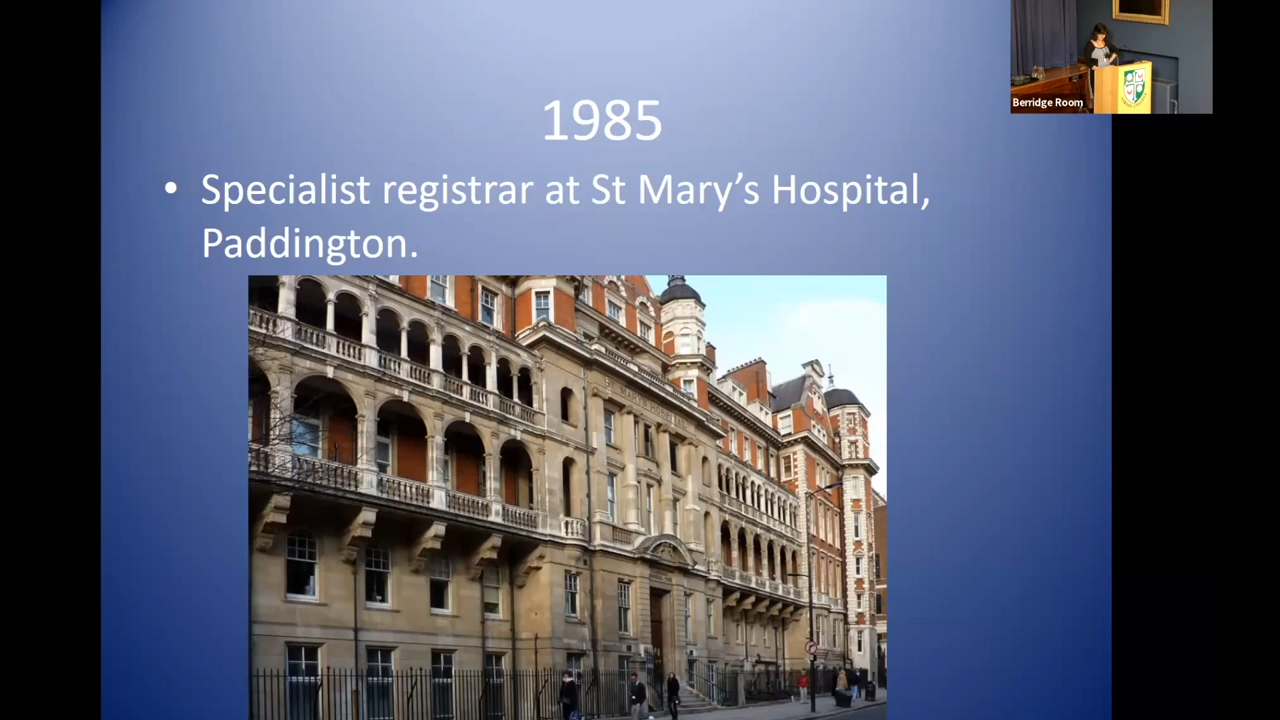 1985
• Specialist registrar at St Mary’s Hospital,
Paddington.
Berridge Room